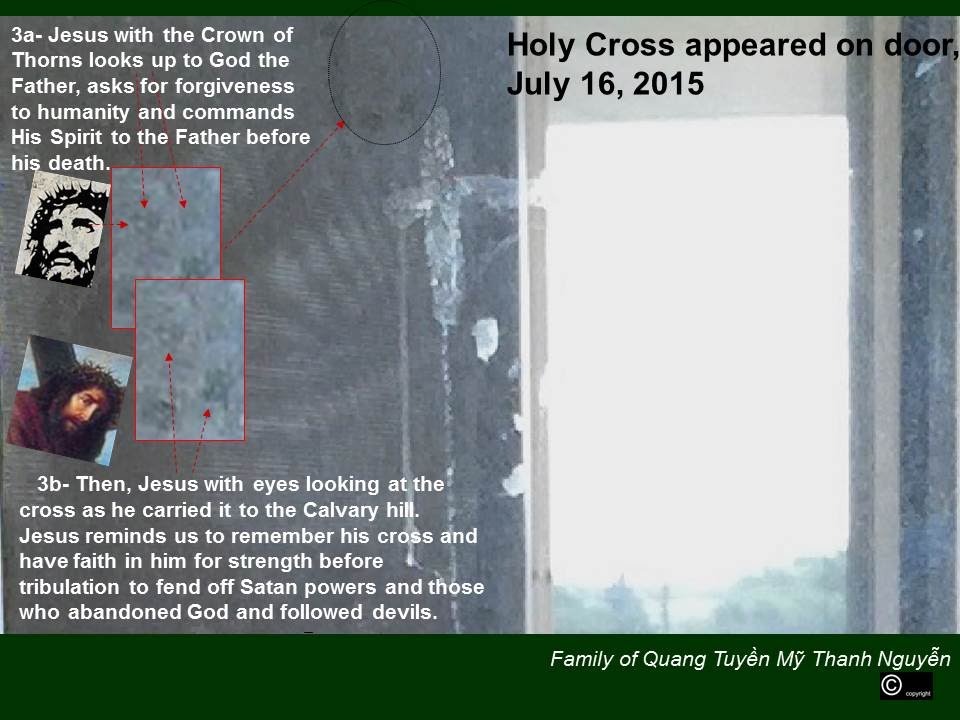 3a- Jesus with the Crown of
Thorns looks up to God the
Father, asks for forgiveness
to humanity and commands
His Spirit to the Father before
his death.
Holy Cross appeared on door,
July 16, 2015
3b- Then, Jesus with eyes looking at the
cross as he carried it to the Calvary hill.
Jesus reminds us to remember his cross and
have faith in him for strength before
tribulation to fend off Satan powers and those
who abandoned God and followed devils.
Family of Quang Tuyền Mỹ Thanh Nguyễn
© copyright